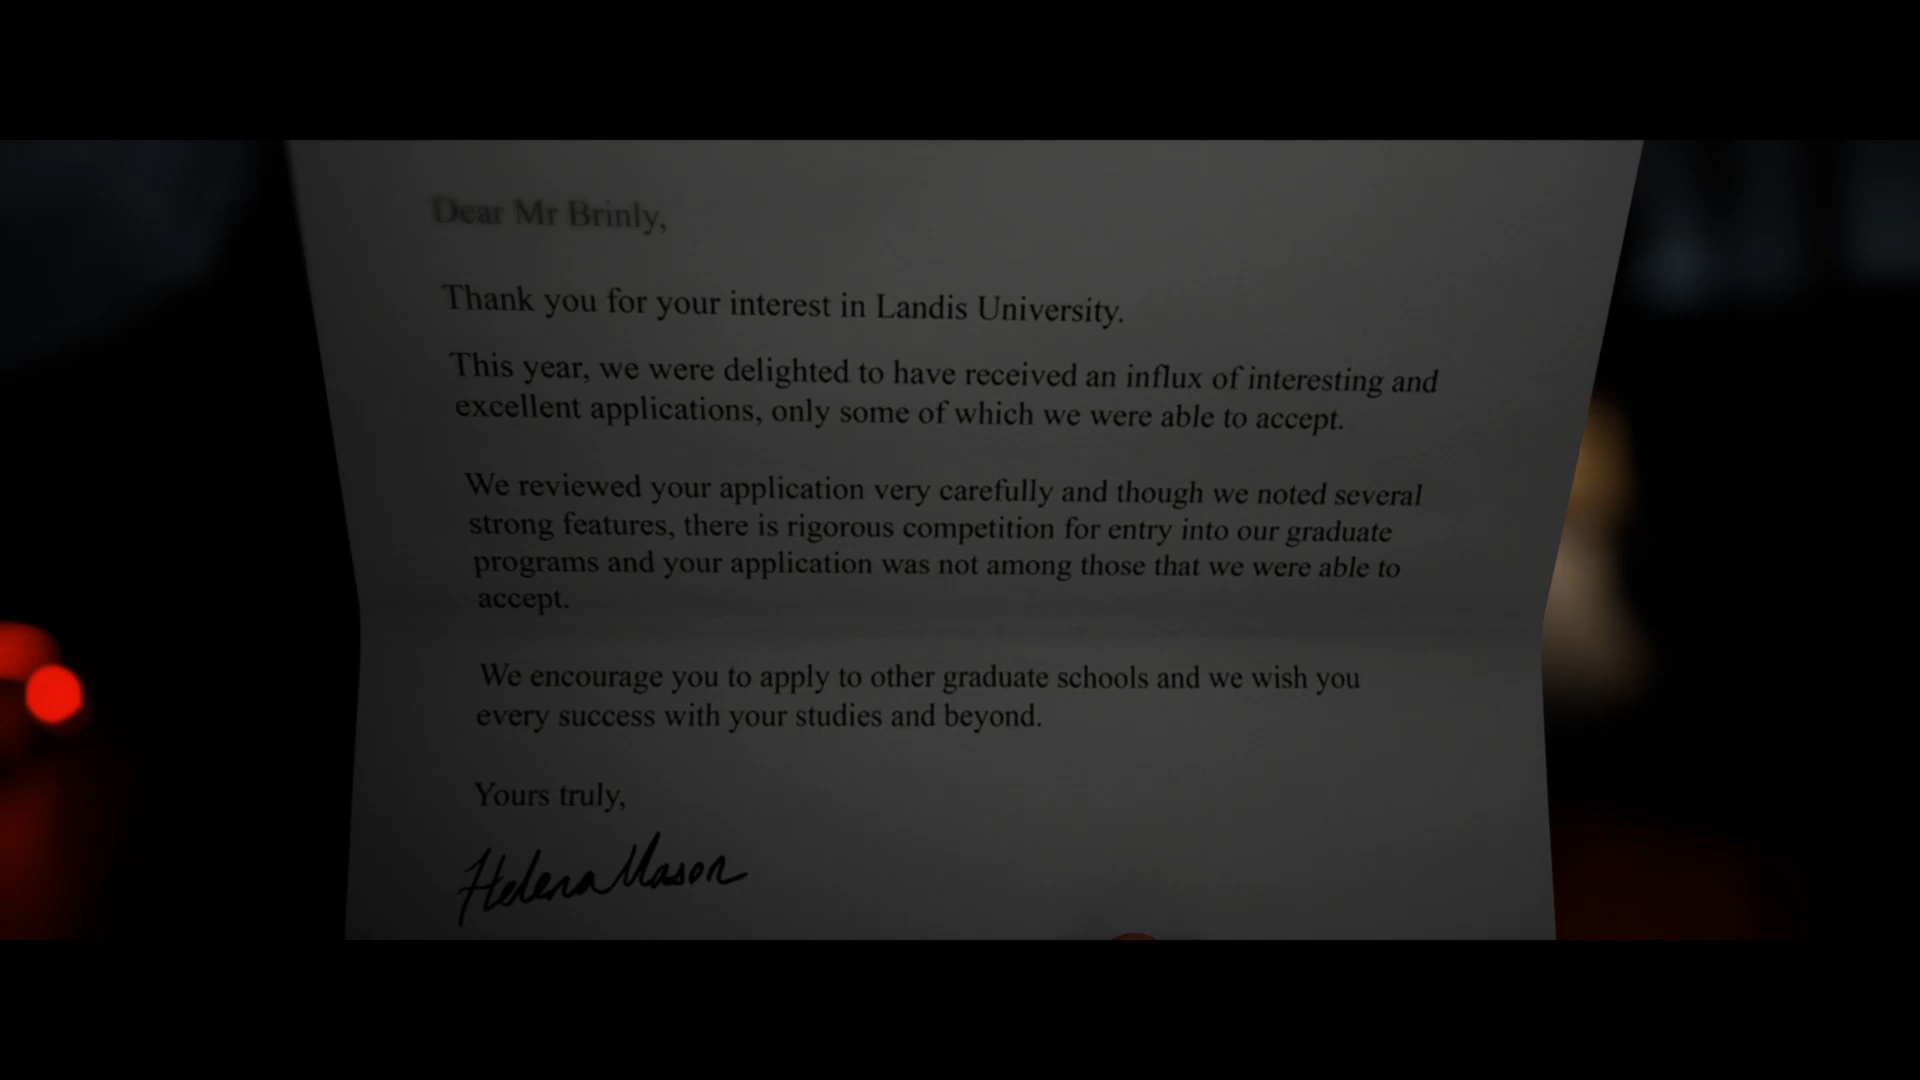 Dear Mr Brinly,
Thank you for your interest in Landis University.
This year, we were delighted to have received an influx of interesting and
excellent applications, only some of which we were able to accept.
We reviewed your application very carefully and though we noted several
strong features, there is rigorous competition for entry into our graduate
programs and your application was not among those that we were able to
accept.
We encourage you to apply to other graduate schools and we wish you
every success with your studies and beyond.
Yours truly,
Helena Mason